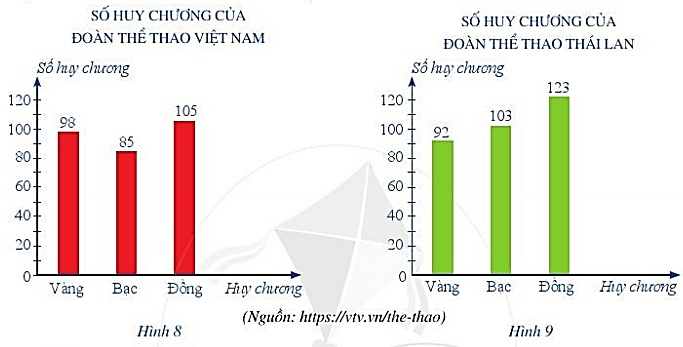 SỐ HUY CHƯƠNG CỦA
ĐOÀN THỂ THAO VIỆT NAM
Số huy chương
120
100
80
60
40
20
0
98
85
105
Vàng
Bạc
Đồng
Huy chương
Hình 8
SỐ HUY CHƯƠNG CỦA
ĐOÀN THỂ THAO THÁI LAN
Số huy chương
120
100
80
60
40
20
0
92
103
123
Vàng
Bạc
Đồng
Huy chương
Hình 9
(Nguồn: https://vtv.vn/the-thao)